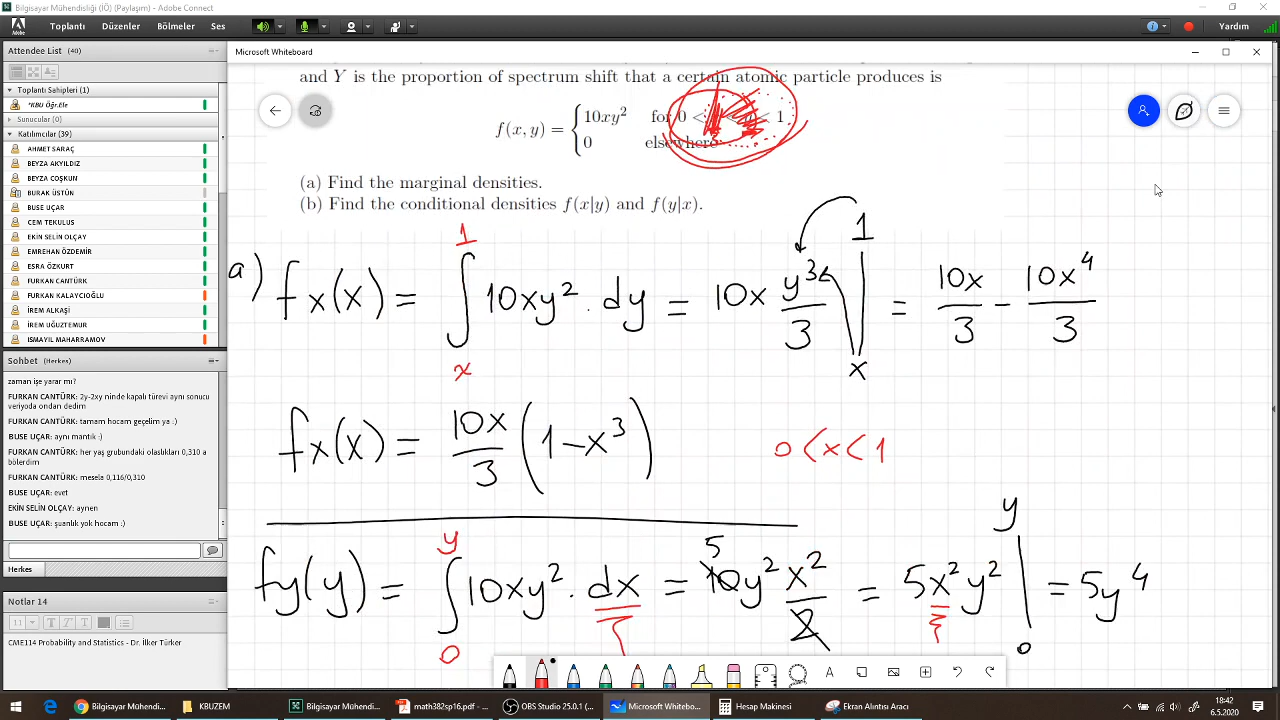 Bilgisayar Mühendisliği (İÖ) (Paylaşım) - Adobe Connect
Toplantı Düzenler Bölmeler Ses Yardım
Attendee List (40)
Microsoft Whiteboard
Toplantı Sahipleri (1)
*KBU Öğr.Ele
Sunucular (0)
Katılımcılar (39)
AHMET SARAÇ
BEYZA AKYILDIZ
BEYZA COŞKUN
BURAK ÜSTÜN
BUSE UÇAR
CEM TEKULUS
EKİN SELİN OLÇAY
EMREHAN ÖZDEMİR
ESRA ÖZKURT
FURKAN CANTÜRK
FURKAN KALAYCIOĞLU
İREM ALKAŞİ
İREM UĞUZTEMUR
ISMAYIL MAHARRAMOV
Sohbet (Herkes)
zaman işe yarar mı?
FURKAN CANTÜRK: 2y-2xy ninde kapalı türevi aynı sonucu
veriyoda ondan dedim
FURKAN CANTÜRK: tamam hocam geçelim ya :)
BUSE UÇAR: aynı mantık :)
FURKAN CANTÜRK: her yaş grubundaki olaslıkları 0,310 a
bölerdim
FURKAN CANTÜRK: mesela 0,116/0,310
BUSE UÇAR: evet
EKİN SELİN OLÇAY: aynen
BUSE UÇAR: şuanlık yok hocam :)
Herkes
Notlar 14
11
CME114 Probability and Statistics - Dr. İlker Türker
and Y is the proportion of spectrum shift that a certain atomic particle produces is
f(x, y) = { 10xy² for 0 < < 1
0 elsewhere
(a) Find the marginal densities.
(b) Find the conditional densities f(x|y) and f(y|x).
a) fx(x) = ∫ₓ¹ 10xy² . dy = 10x y³/3 |ₓ¹ = 10x/3 - 10x⁴/3
fx(x) = 10x/3 (1-x³) 0<x<1
fy(y) = ∫₀ʸ 10xy² . dx = 5 10y² x²/2 = 5x²y² |₀ʸ = 5y⁴
Bilgisayar Mühendisli... KBUZEM Bilgisayar Mühendisli... math382sp16.pdf - ... OBS Studio 25.0.1 (... Microsoft Whitebo... Hesap Makinesi Ekran Alıntısı Aracı
18:42
6.5.2020